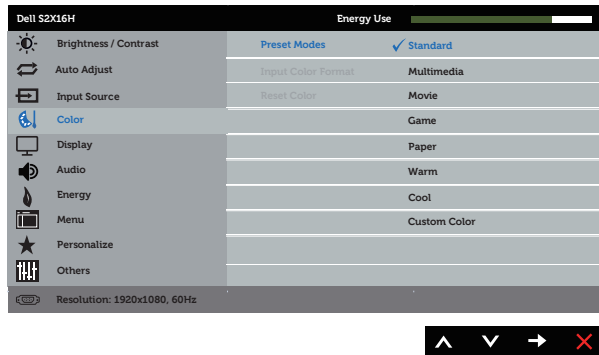 Dell S2X16H Energy Use
Brightness / Contrast Preset Modes Standard
Auto Adjust Input Color Format Multimedia
Input Source Reset Color Movie
Color Game
Display Paper
Audio Warm
Energy Cool
Menu Custom Color
Personalize
Others
Resolution: 1920x1080, 60Hz